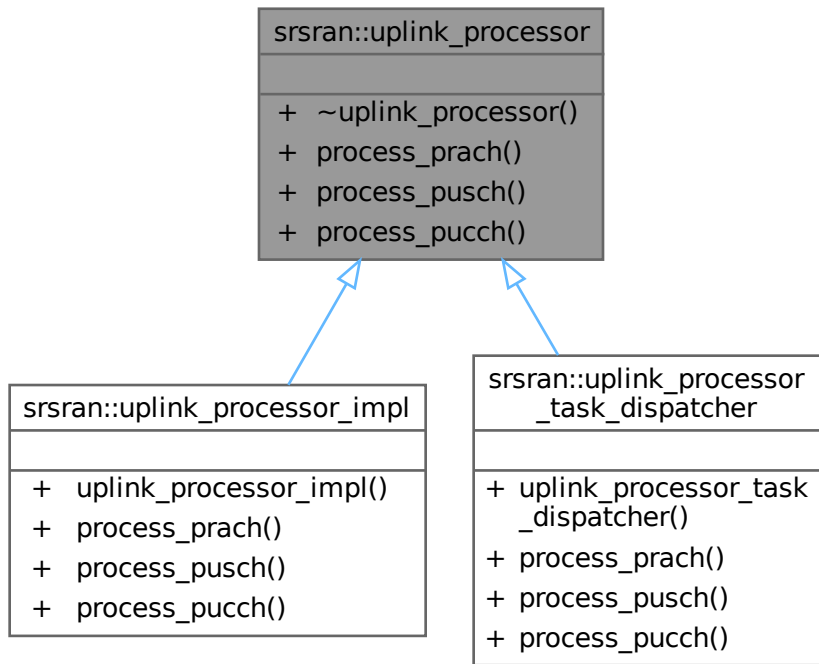 srsran::uplink_processor
+ ~uplink_processor()
+ process_prach()
+ process_pusch()
+ process_pucch()
srsran::uplink_processor_impl
+ uplink_processor_impl()
+ process_prach()
+ process_pusch()
+ process_pucch()
srsran::uplink_processor
_task_dispatcher
+ uplink_processor_task
_dispatcher()
+ process_prach()
+ process_pusch()
+ process_pucch()